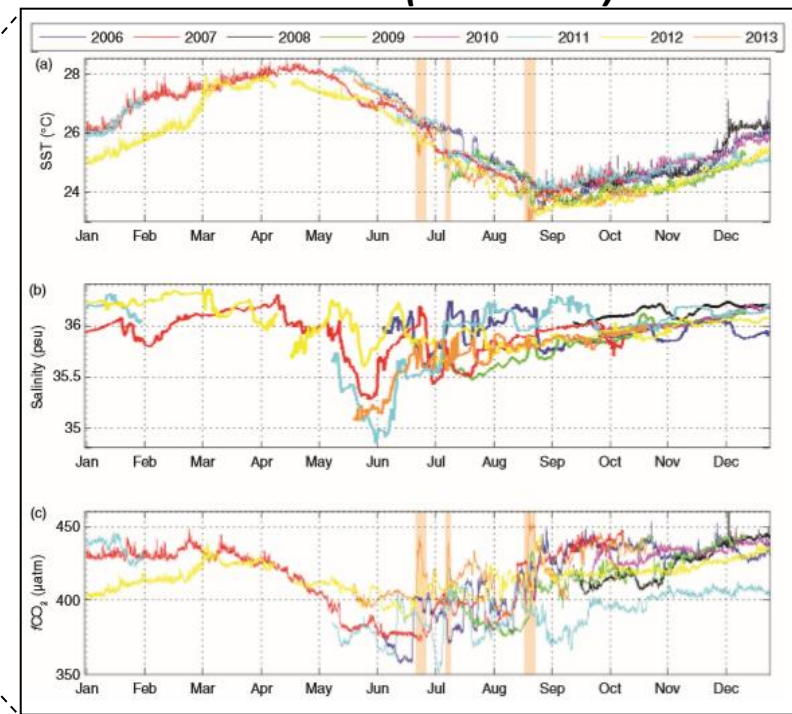 2006 2007 2008 2009 2010 2011 2012 2013
(a)
SST (°C)
28
26
24
Jan Feb Mar Apr May Jun Jul Aug Sep Oct Nov Dec
(b)
Salinity (psu)
36
35.5
35
Jan Feb Mar Apr May Jun Jul Aug Sep Oct Nov Dec
(c)
fCO₂ (µatm)
450
400
350
Jan Feb Mar Apr May Jun Jul Aug Sep Oct Nov Dec